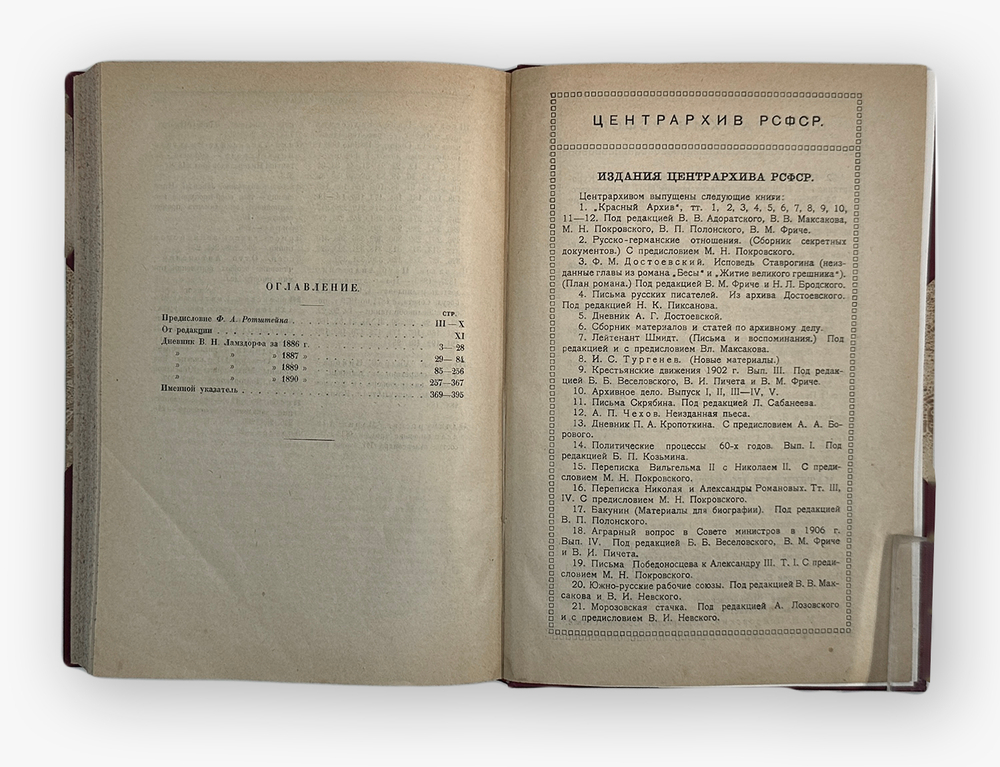 ОГЛАВЛЕНИЕ.
СТР.
Предисловие Ф. А. Ротштейна . . . . . . . . . . III—X
От редакции . . . . . . . . . . XI
Дневник В. Н. Ламздорфа за 1886 г. . . . . . . . . . 3— 28
» » » 1887 » . . . . . . . . . 29— 84
» » » 1889 » . . . . . . . . . 85—256
» » » 1890 » . . . . . . . . . 257—367
Именной указатель . . . . . . . . . . 369—395
ЦЕНТРАРХИВ РСФСР.
ИЗДАНИЯ ЦЕНТРАРХИВА РСФСР.
Центрархивом выпущены следующие книги:
1. „Красный Архив“, тт. 1, 2, 3, 4, 5, 6, 7, 8, 9, 10,
11—12. Под редакцией В. В. Адоратского, В. В. Максакова,
М. Н. Покровского, В. П. Полонского, В. М. Фриче.
2. Русско-германские отношения. (Сборник секретных
документов.) С предисловием М. Н. Покровского.
3. Ф. М. Достоевский. Исповедь Ставрогина (неиз-
данные главы из романа „Бесы“ и „Житие великого грешника“).
(План романа.) Под редакцией В. М. Фриче и Н. Л. Бродского.
4. Письма русских писателей. Из архива Достоевского.
Под редакцией Н. К. Пиксанова.
5. Дневник А. Г. Достоевской.
6. Сборник материалов и статей по архивному делу.
7. Лейтенант Шмидт. (Письма и воспоминания.) Под
редакцией и с предисловием Вл. Максакова.
8. И. С. Тургенев. (Новые материалы.)
9. Крестьянские движения 1902 г. Вып. III. Под редак-
цией Б. Б. Веселовского, В. И. Пичета и В. М. Фриче.
10. Архивное дело. Выпуск I, II, III—IV, V.
11. Письма Скрябина. Под редакцией Л. Сабанеева.
12. А. П. Чехов. Неизданная пьеса.
13. Дневник П. А. Кропоткина. С предисловием А. А. Бо-
рового.
14. Политические процессы 60-х годов. Вып. I. Под
редакцией Б. П. Козьмина.
15. Переписка Вильгельма II с Николаем II. С преди-
словием М. Н. Покровского.
16. Переписка Николая и Александры Романовых. Тт. III,
IV. С предисловием М. Н. Покровского.
17. Бакунин (Материалы для биографии). Под редакцией
В. П. Полонского.
18. Аграрный вопрос в Совете министров в 1906 г.
Вып. IV. Под редакцией Б. Б. Веселовского, В. М. Фриче
и В. И. Пичета.
19. Письма Победоносцева к Александру III. Т. I. С преди-
словием М. Н. Покровского.
20. Южно-русские рабочие союзы. Под редакцией В. В. Мак-
сакова и В. И. Невского.
21. Морозовская стачка. Под редакцией А. Лозовского
и с предисловием В. И. Невского.